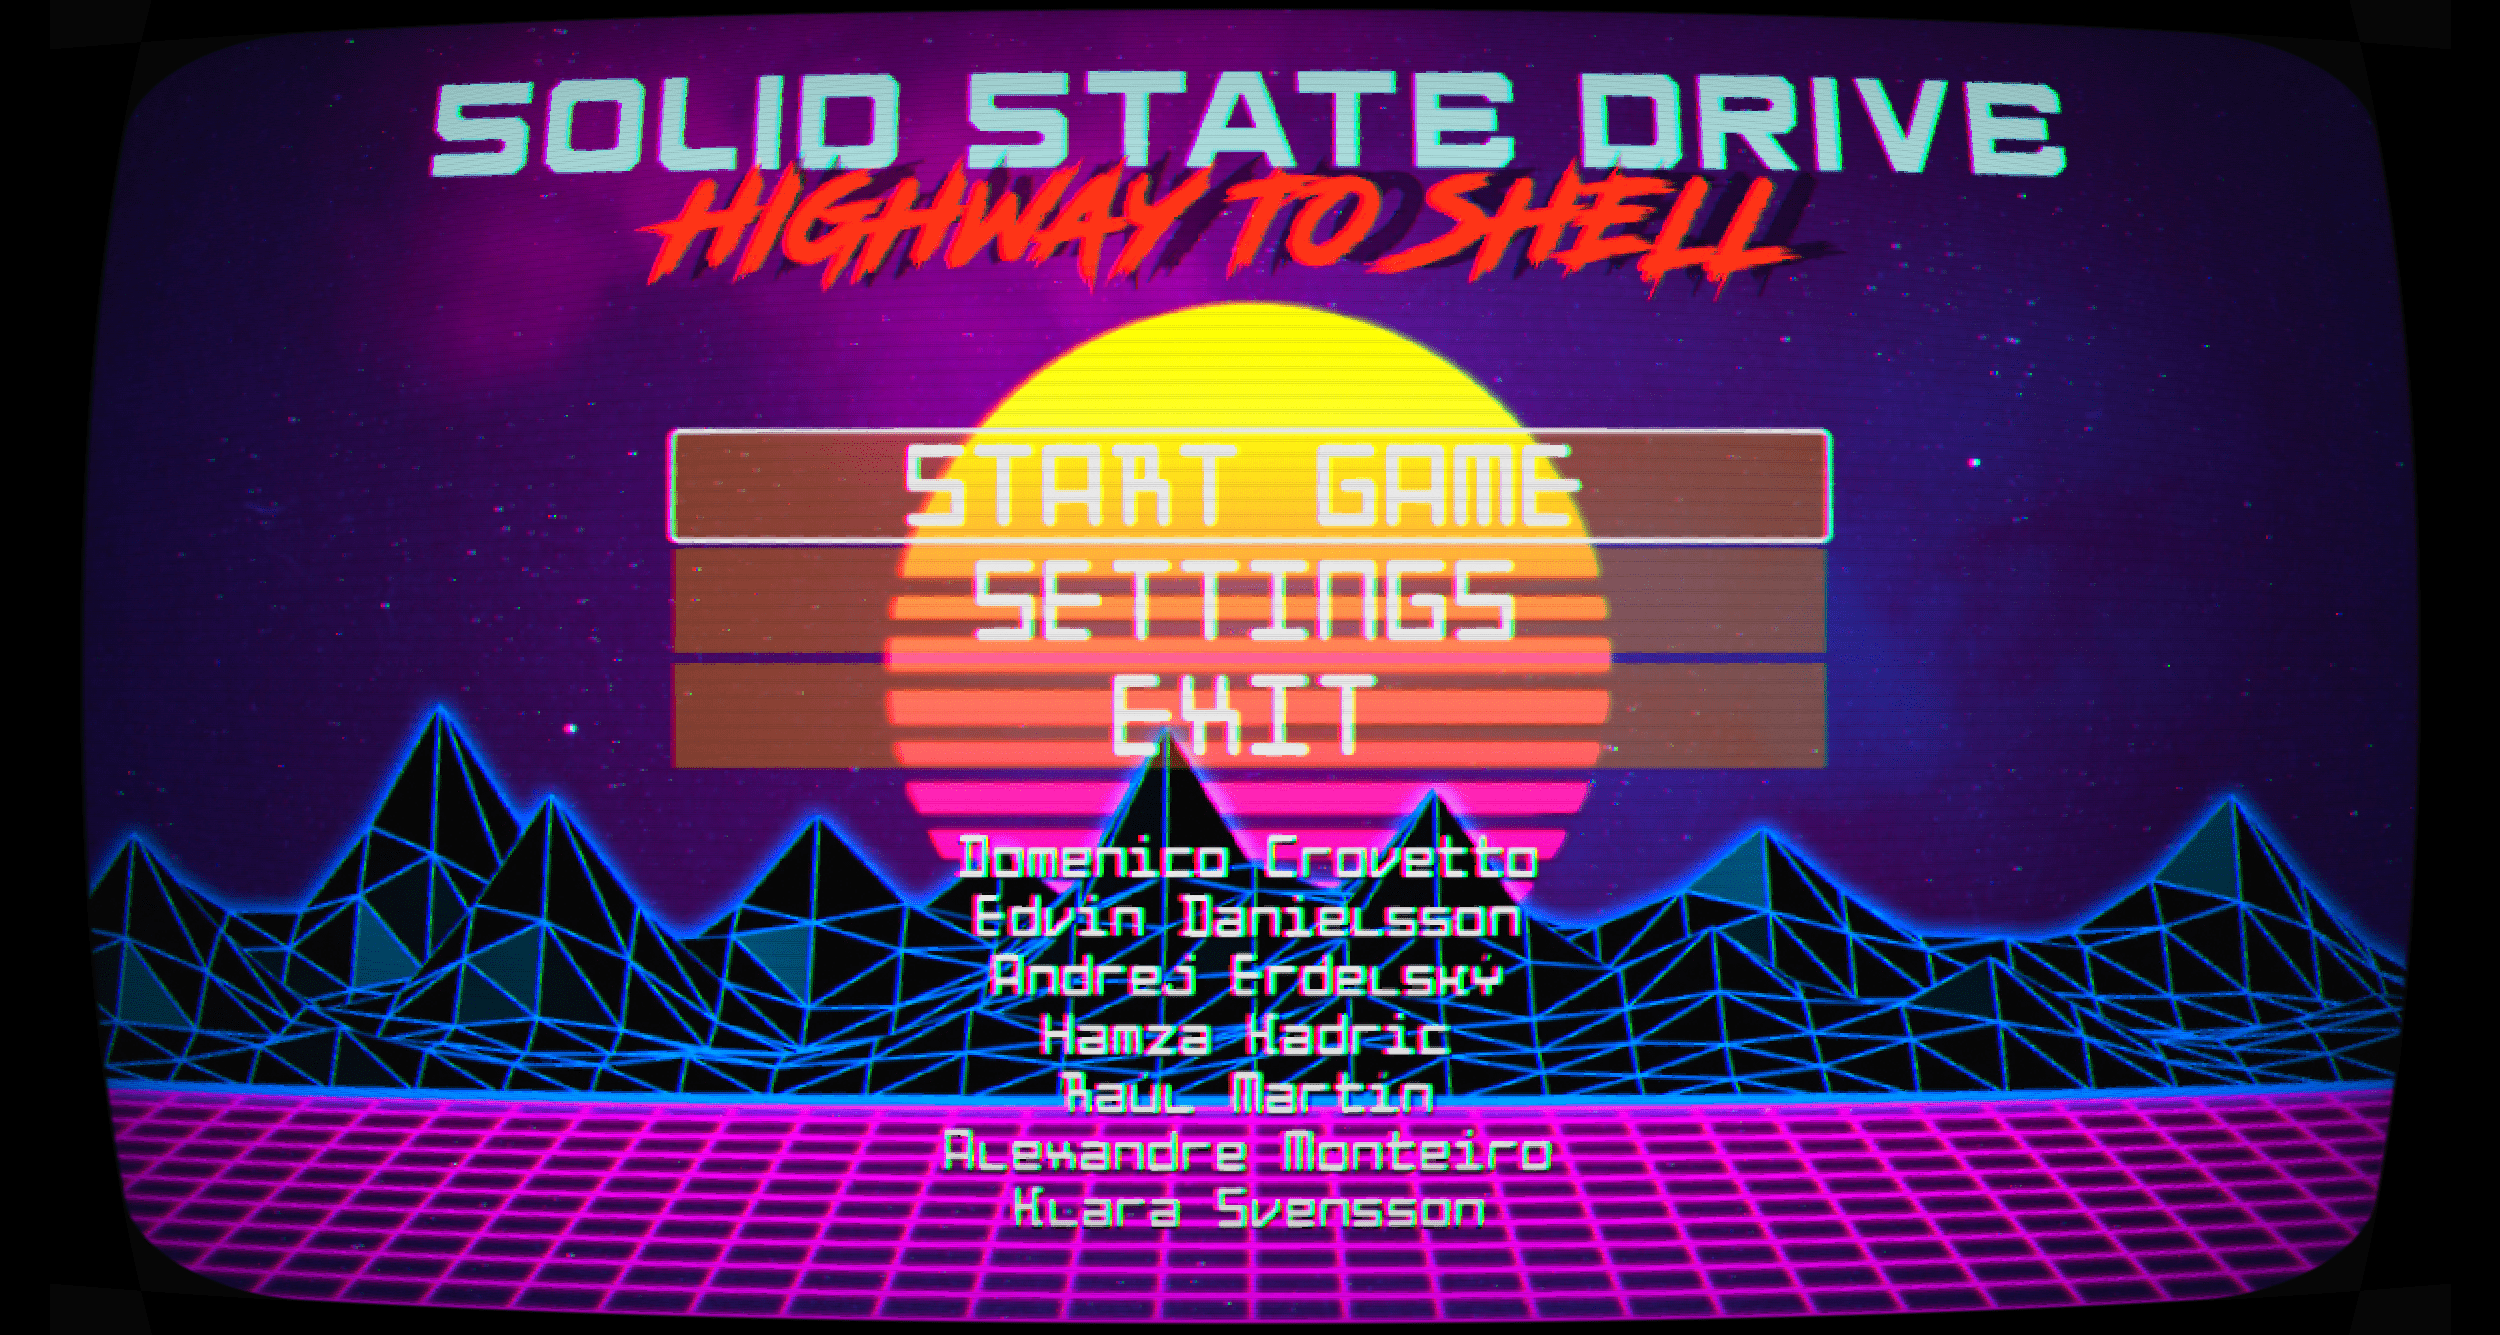 SOLID STATE DRIVE
HIGHWAY TO SHELL
START GAME
SETTINGS
EXIT
Domenico Crovetto
Edvin Danielsson
Andrej Erdelský
Hamza Kadric
Raúl Martín
Alexandre Monteiro
Klara Svensson